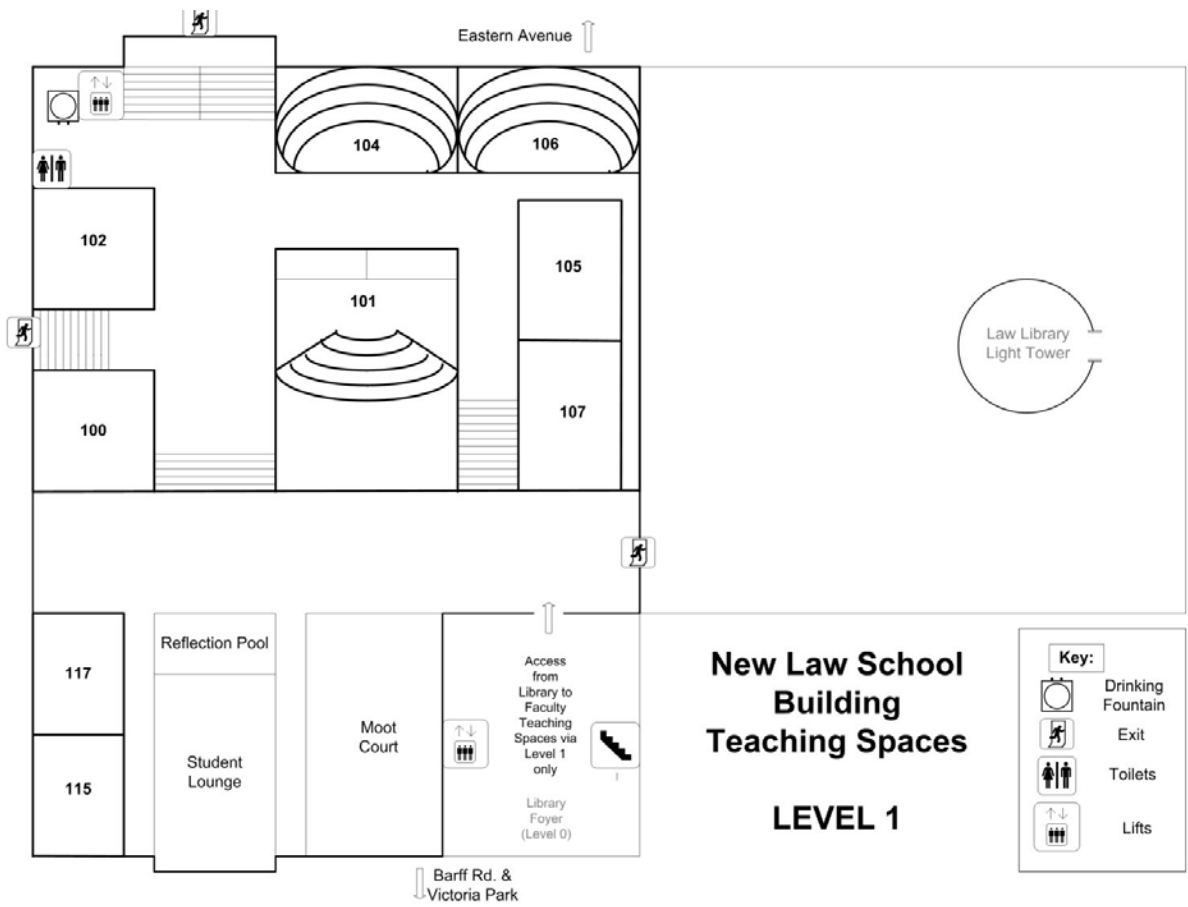 Eastern Avenue
104
106
102
105
101
Law Library
Light Tower
100
107
Reflection Pool
117
Access
from
Library to
Faculty
Teaching
Spaces via
Level 1
only
Moot
Court
Student
Lounge
115
Library
Foyer
(Level 0)
Barff Rd. &
Victoria Park
New Law School
Building
Teaching Spaces
LEVEL 1
Key:
Drinking
Fountain
Exit
Toilets
Lifts